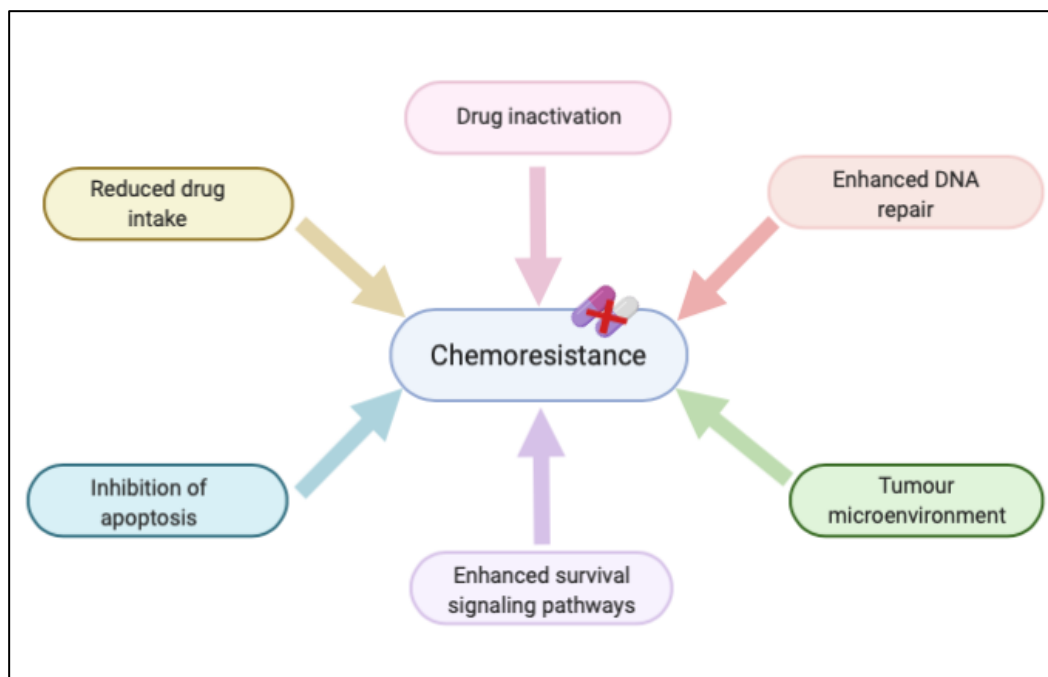 Drug inactivation
Reduced drug
intake
Enhanced DNA
repair
Chemoresistance
Inhibition of
apoptosis
Tumour
microenvironment
Enhanced survival
signaling pathways